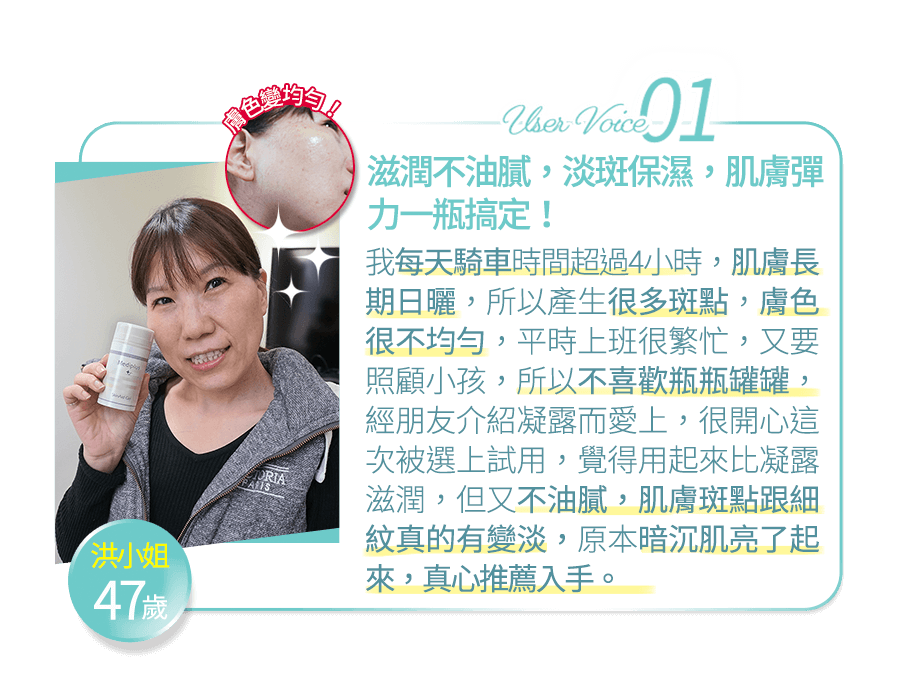 User Voice 01
膚色變均勻！
滋潤不油膩，淡斑保濕，肌膚彈
力一瓶搞定！
我每天騎車時間超過4小時，肌膚長
期日曬，所以產生很多斑點，膚色
很不均勻，平時上班很繁忙，又要
照顧小孩，所以不喜歡瓶瓶罐罐，
經朋友介紹凝露而愛上，很開心這
次被選上試用，覺得用起來比凝露
滋潤，但又不油膩，肌膚斑點跟細
紋真的有變淡，原本暗沉肌亮了起
來，真心推薦入手。
洪小姐
47歲